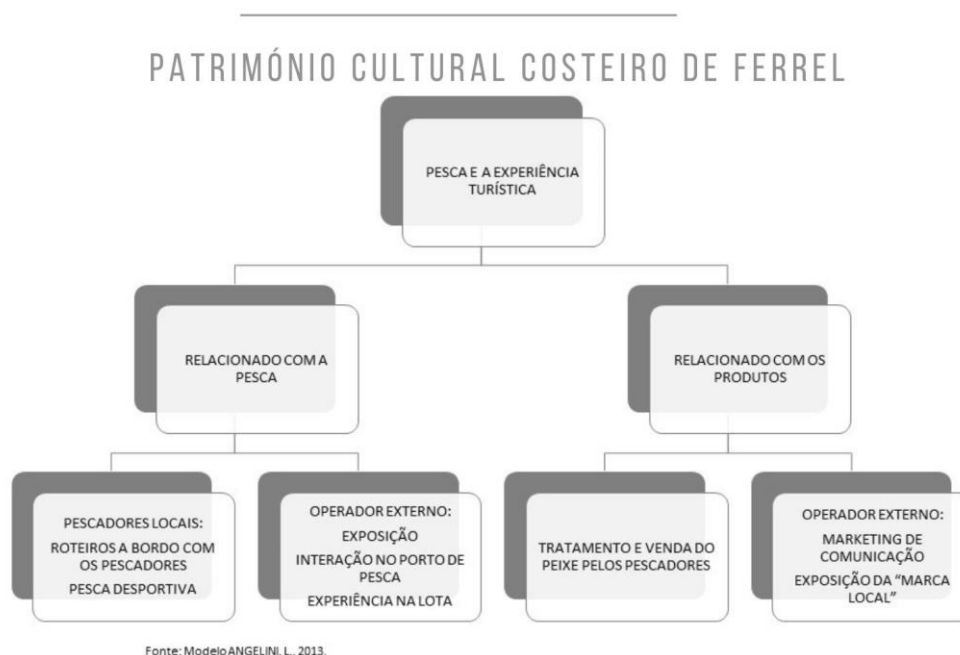 PATRIMÓNIO CULTURAL COSTEIRO DE FERREL
PESCA E A EXPERIÊNCIA
TURÍSTICA
RELACIONADO COM A
PESCA
RELACIONADO COM OS
PRODUTOS
PESCADORES LOCAIS:
ROTEIROS A BORDO COM
OS PESCADORES
PESCA DESPORTIVA
OPERADOR EXTERNO:
EXPOSIÇÃO
INTERAÇÃO NO PORTO DE
PESCA
EXPERIÊNCIA NA LOTA
TRATAMENTO E VENDA DO
PEIXE PELOS PESCADORES
OPERADOR EXTERNO:
MARKETING DE
COMUNICAÇÃO
EXPOSIÇÃO DA “MARCA
LOCAL”
Fonte: Modelo ANGELINI, L., 2013.